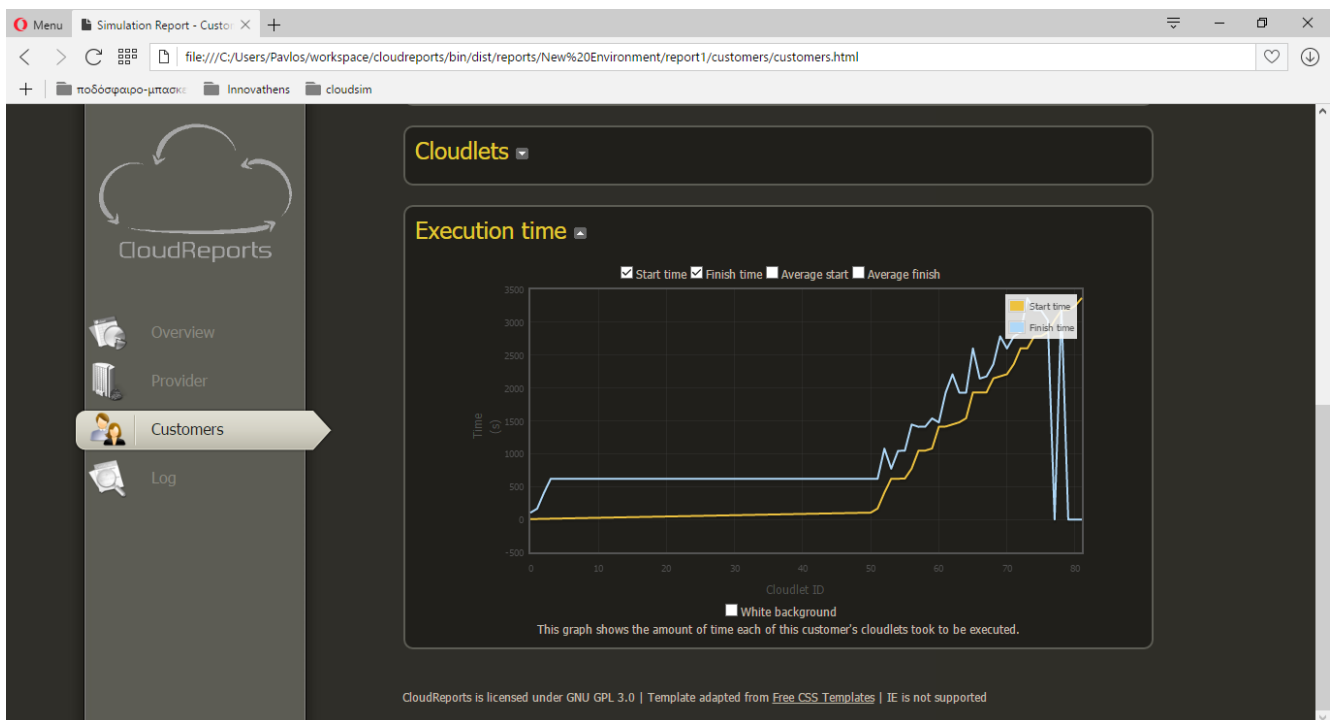 Menu
Simulation Report - Custo
file:///C:/Users/Pavlos/workspace/cloudreports/bin/dist/reports/New%20Environment/report1/customers/customers.html
ποδόσφαιρο-μπασκε
Innovathens
cloudsim
CloudReports
Overview
Provider
Customers
Log
Cloudlets
Execution time
Start time Finish time Average start Average finish
Start time
Finish time
3500
3000
2500
2000
1500
1000
500
0
-500
Time
(s)
0 10 20 30 40 50 60 70 80
Cloudlet ID
White background
This graph shows the amount of time each of this customer's cloudlets took to be executed.
CloudReports is licensed under GNU GPL 3.0 | Template adapted from Free CSS Templates | IE is not supported